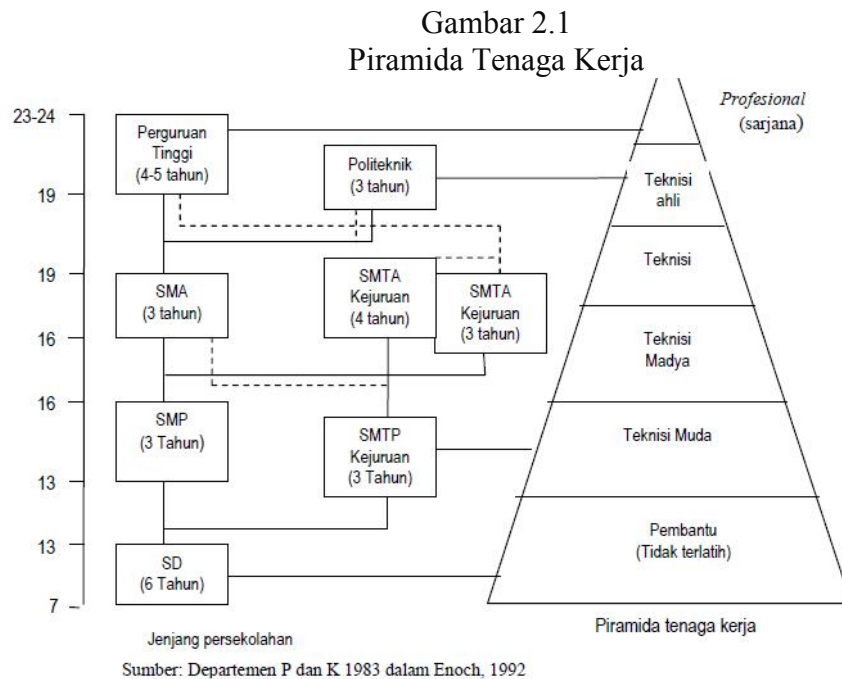 Gambar 2.1
Piramida Tenaga Kerja
Profesional
(sarjana)
23-24
19
19
16
16
13
13
7
Perguruan
Tinggi
(4-5 tahun)
Politeknik
(3 tahun)
Teknisi
ahli
SMA
(3 tahun)
SMTA
Kejuruan
(4 tahun)
SMTA
Kejuruan
(3 tahun)
Teknisi
Teknisi
Madya
SMP
(3 Tahun)
SMTP
Kejuruan
(3 Tahun)
Teknisi Muda
SD
(6 Tahun)
Pembantu
(Tidak terlatih)
Jenjang persekolahan
Piramida tenaga kerja
Sumber: Departemen P dan K 1983 dalam Enoch, 1992